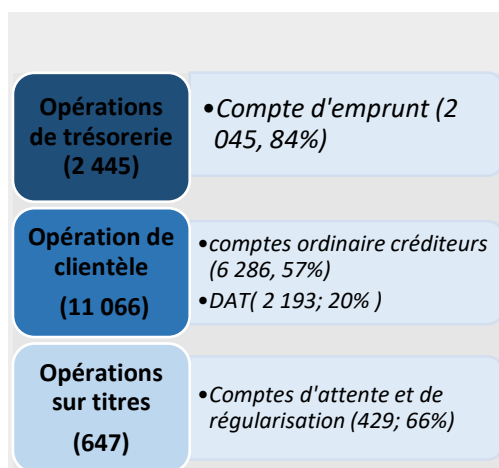 Opérations
de trésorerie
(2 445)
•Compte d'emprunt (2
045, 84%)
Opération de
clientèle
(11 066)
•comptes ordinaire créditeurs
(6 286, 57%)
•DAT( 2 193; 20% )
Opérations
sur titres
(647)
•Comptes d'attente et de
régularisation (429; 66%)